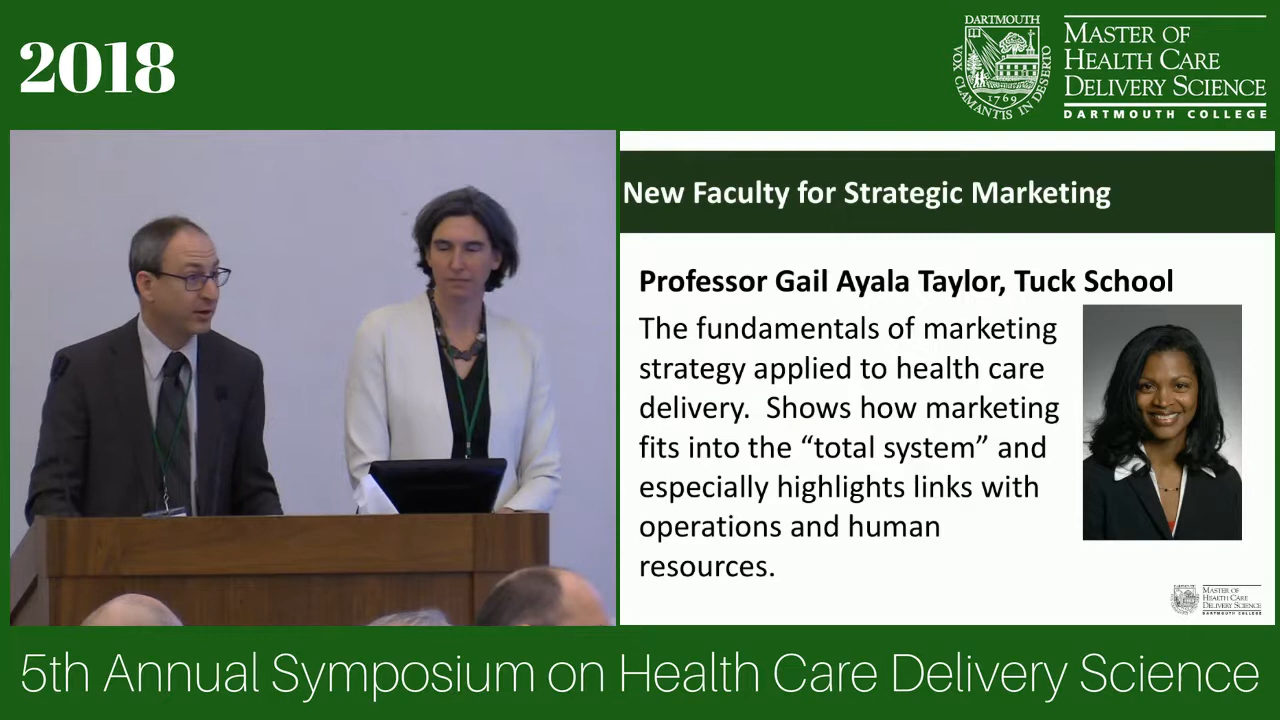 2018
DARTMOUTH
VOX CLAMANTIS IN DESERTO
1769
MASTER OF
HEALTH CARE
DELIVERY SCIENCE
DARTMOUTH COLLEGE
New Faculty for Strategic Marketing
Professor Gail Ayala Taylor, Tuck School
The fundamentals of marketing
strategy applied to health care
delivery.  Shows how marketing
fits into the “total system” and
especially highlights links with
operations and human
resources.
MASTER OF
HEALTH CARE
DELIVERY SCIENCE
DARTMOUTH COLLEGE
5th Annual Symposium on Health Care Delivery Science